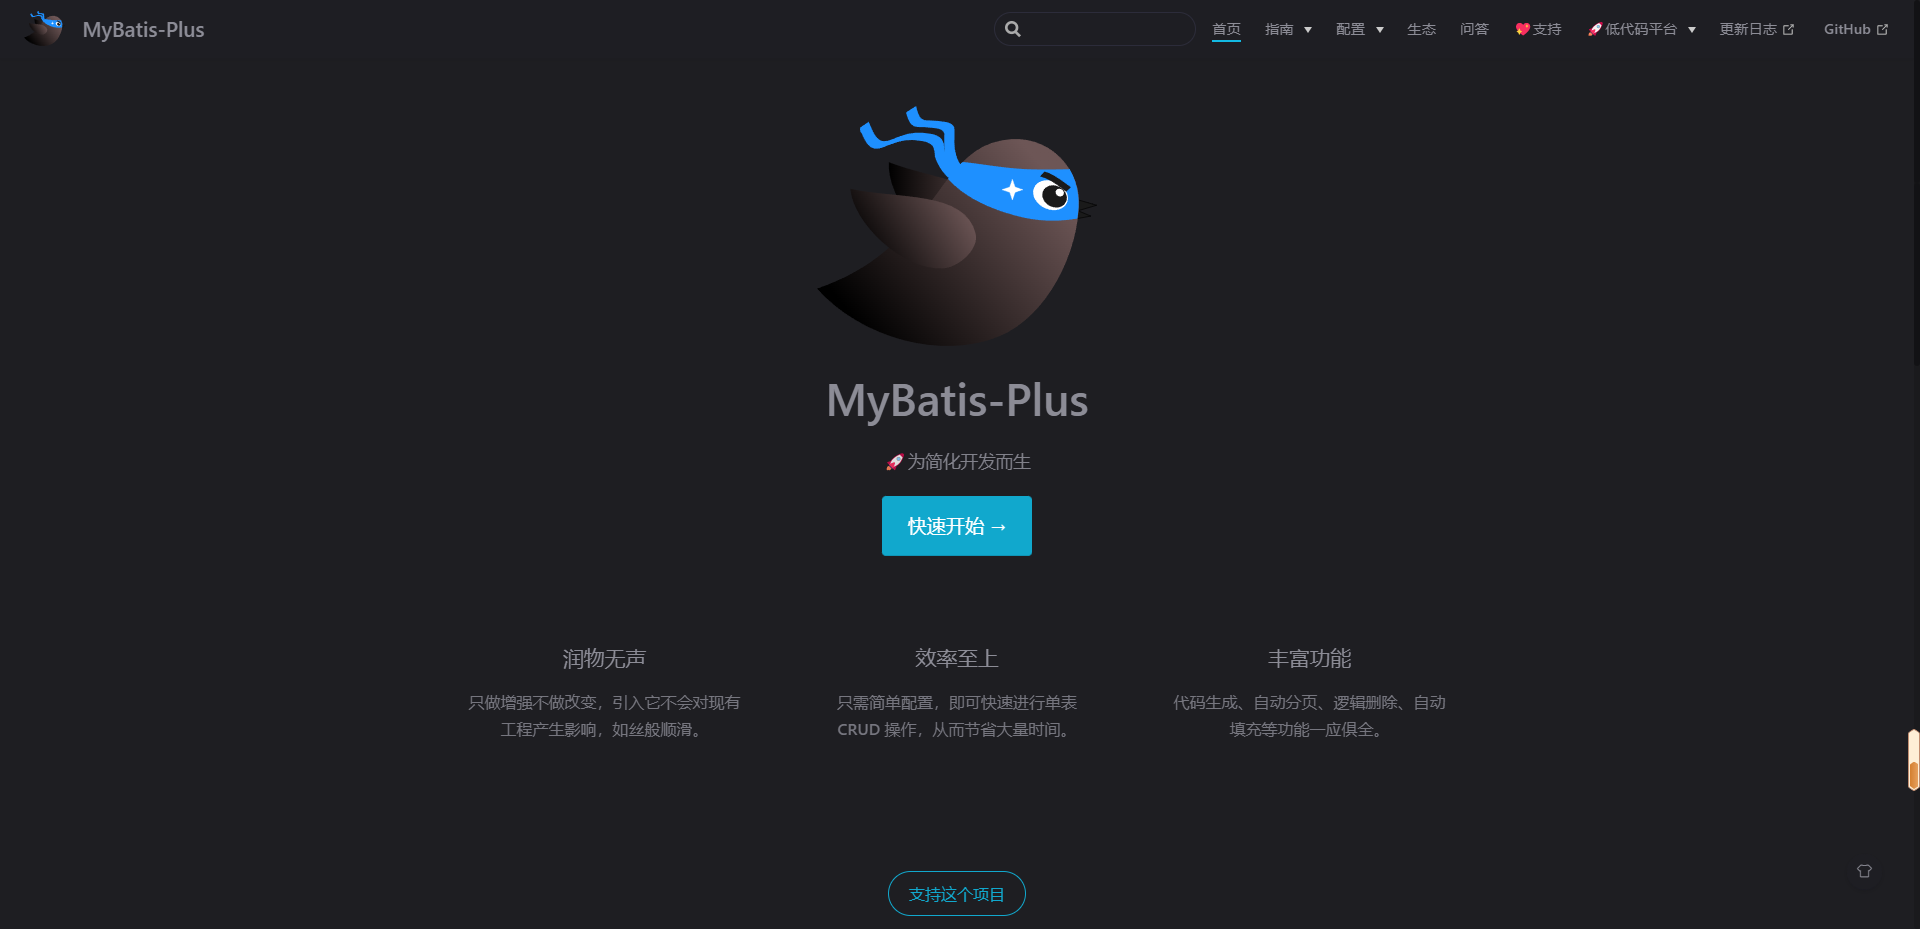 MyBatis-Plus
首页
指南
配置
生态
问答
💖支持
🚀低代码平台
更新日志
GitHub
MyBatis-Plus
🚀为简化开发而生
快速开始 →
润物无声
只做增强不做改变，引入它不会对现有
工程产生影响，如丝般顺滑。
效率至上
只需简单配置，即可快速进行单表
CRUD 操作，从而节省大量时间。
丰富功能
代码生成、自动分页、逻辑删除、自动
填充等功能一应俱全。
支持这个项目